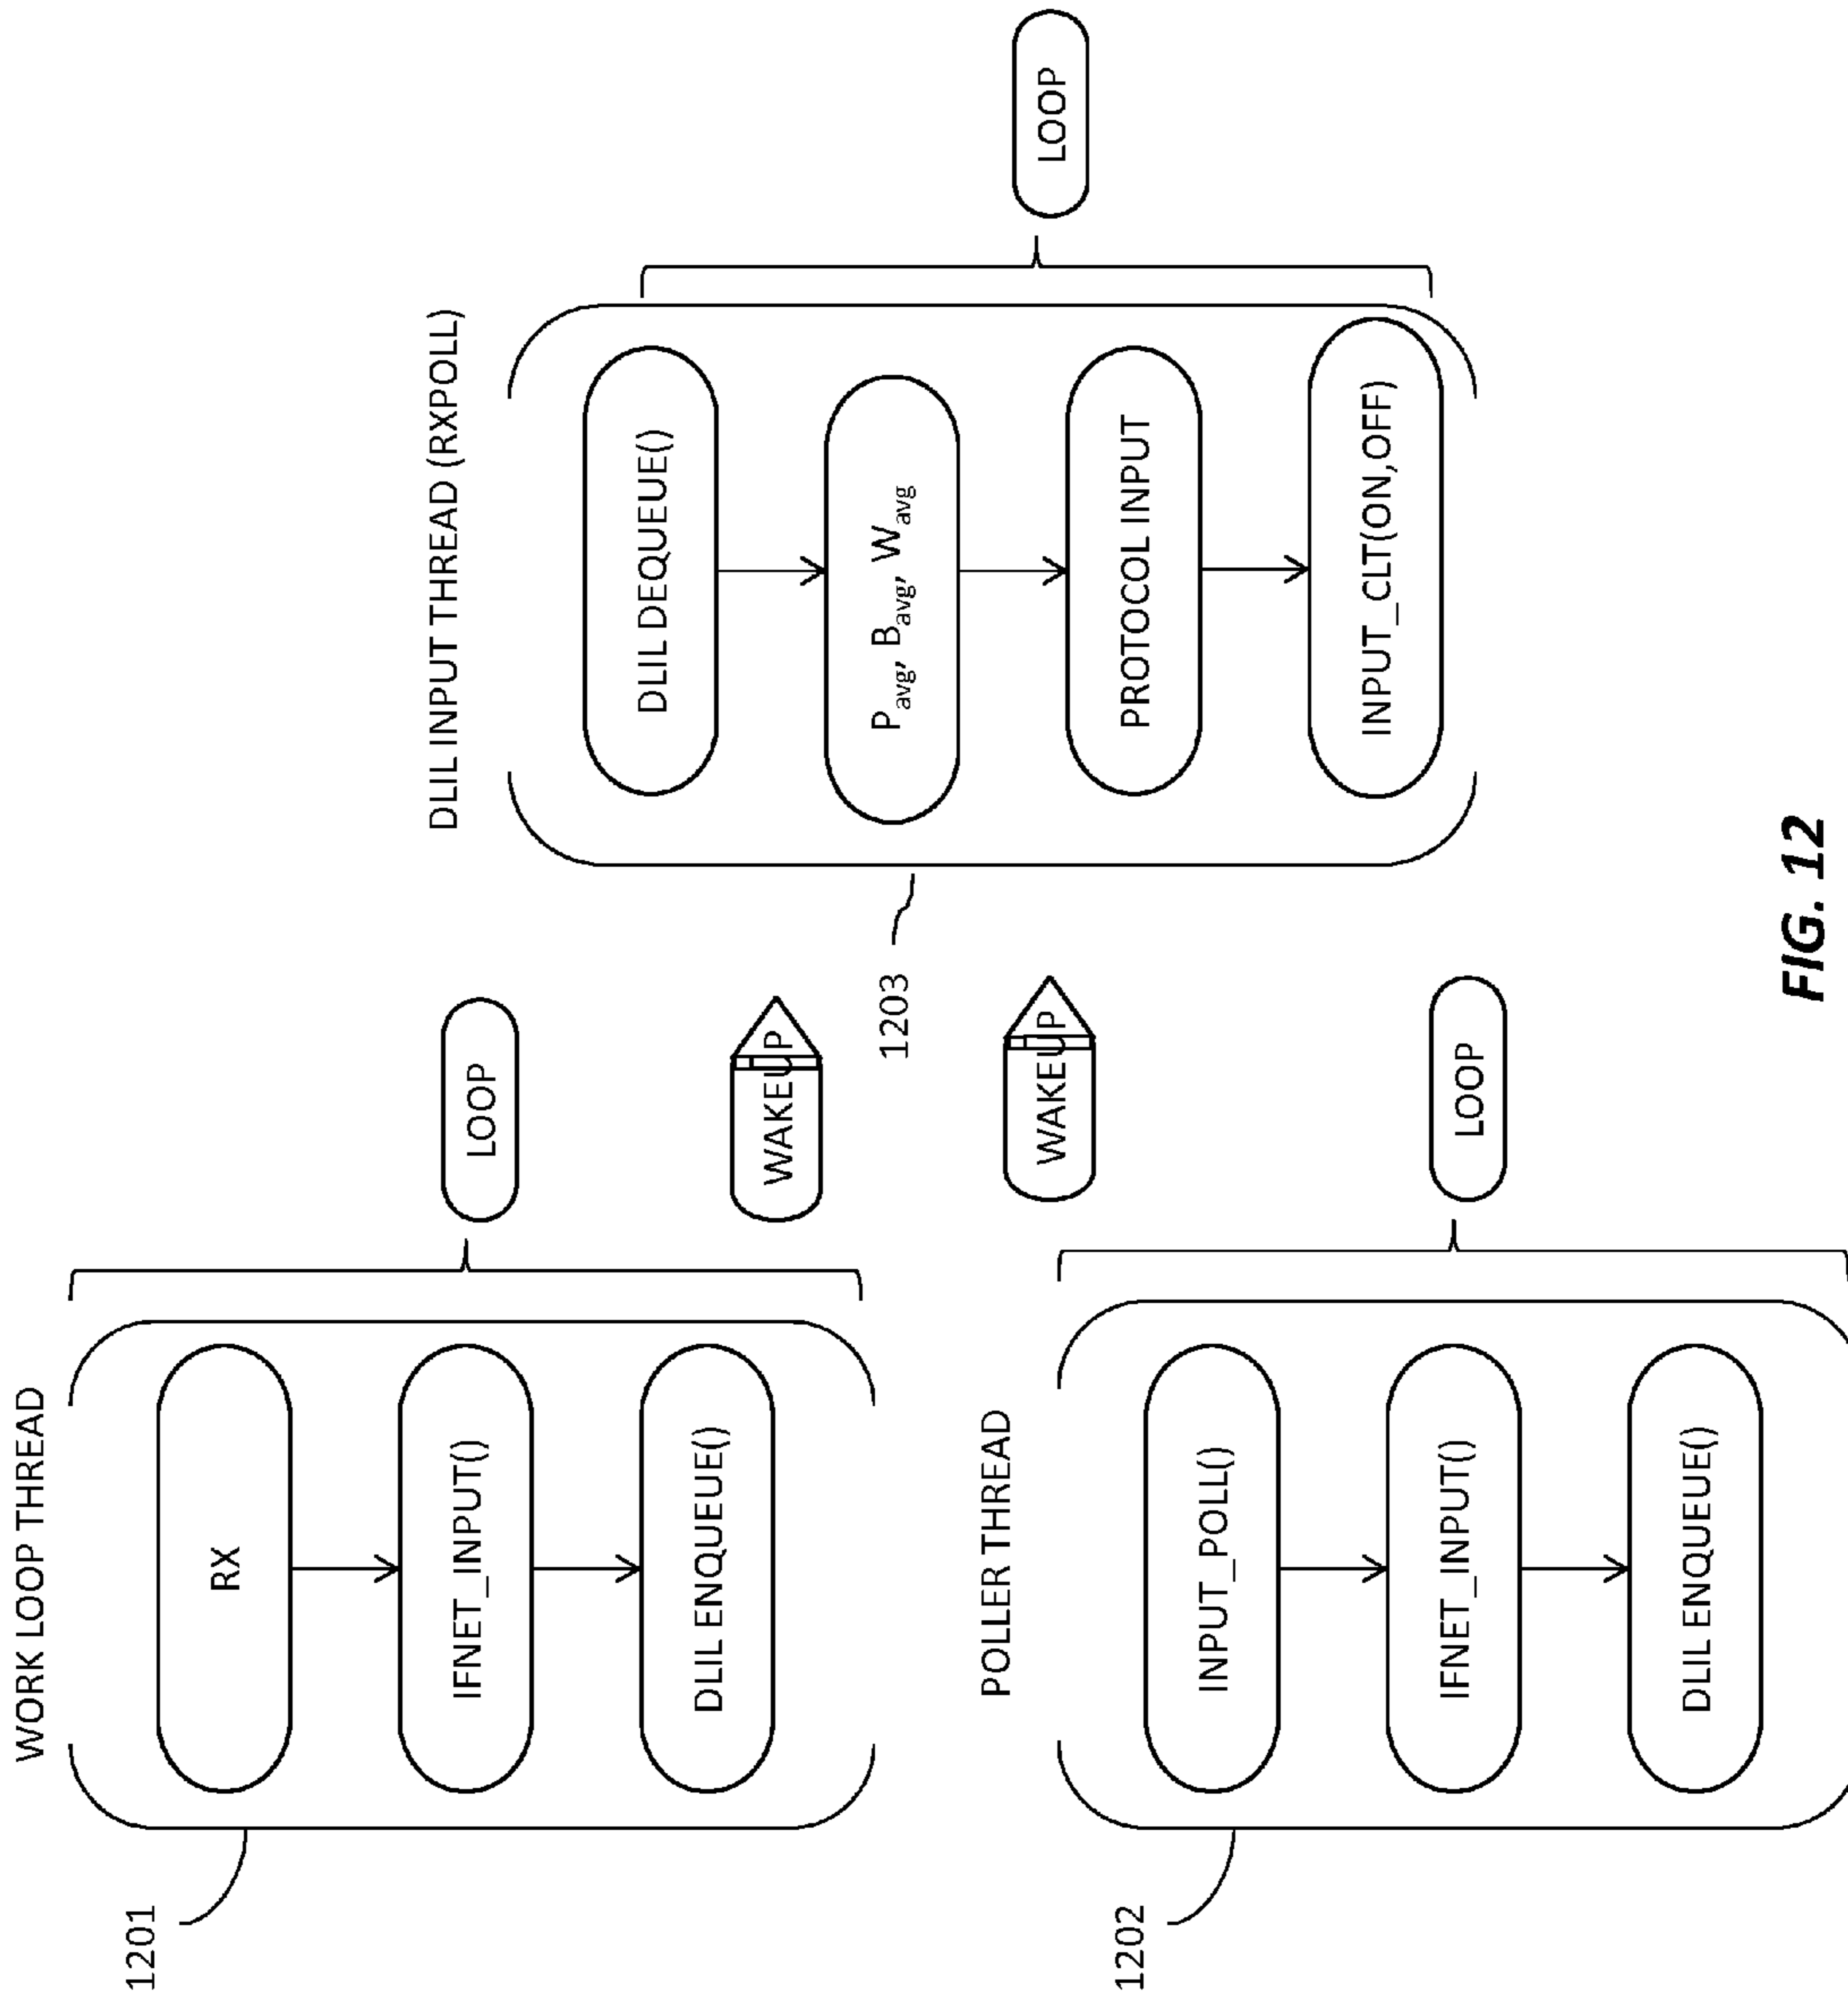 WORK LOOP THREAD
1201
RX
IFNET_INPUT()
DLIL ENQUEUE()
LOOP
WAKEUP
POLLER THREAD
1202
INPUT_POLL()
IFNET_INPUT()
DLIL ENQUEUE()
LOOP
WAKEUP
DLIL INPUT THREAD (RXPOLL)
1203
DLIL DEQUEUE()
Pavg, Bavg, Wavg
PROTOCOL INPUT
INPUT_CLT(ON,OFF)
LOOP
FIG. 12